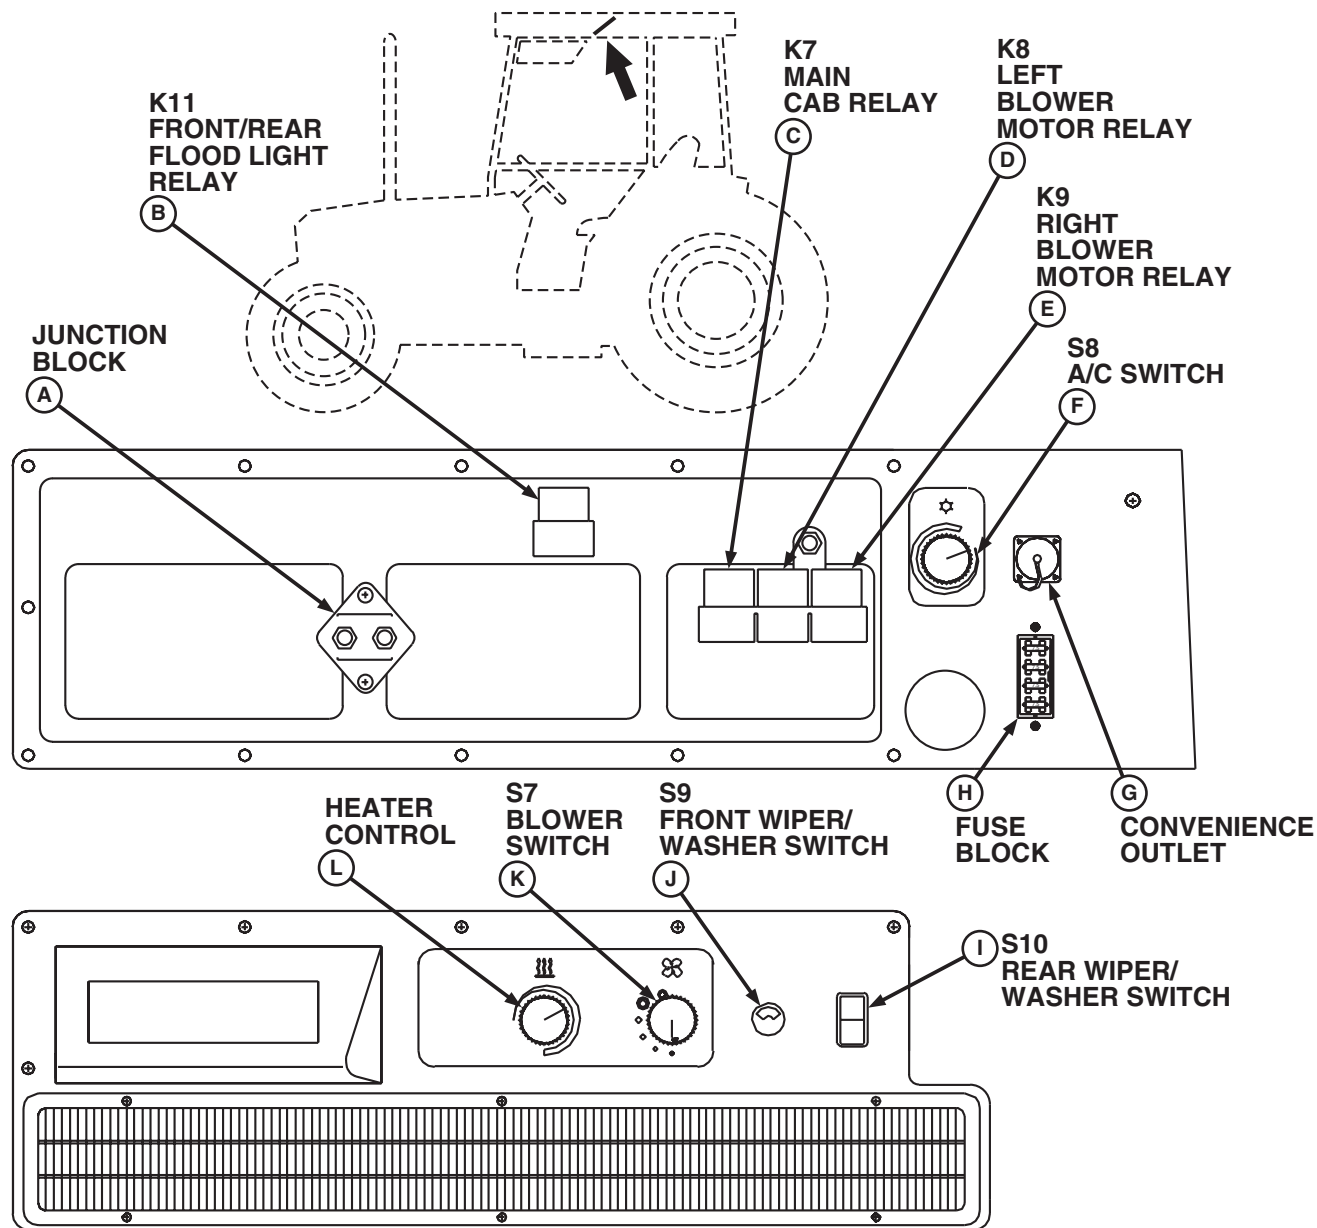 K7
MAIN
CAB RELAY
C
K8
LEFT
BLOWER
MOTOR RELAY
D
K11
FRONT/REAR
FLOOD LIGHT
RELAY
B
K9
RIGHT
BLOWER
MOTOR RELAY
E
JUNCTION
BLOCK
A
S8
A/C SWITCH
F
H
FUSE
BLOCK
G
CONVENIENCE
OUTLET
HEATER
CONTROL
L
S7
BLOWER
SWITCH
K
S9
FRONT WIPER/
WASHER SWITCH
J
I
S10
REAR WIPER/
WASHER SWITCH